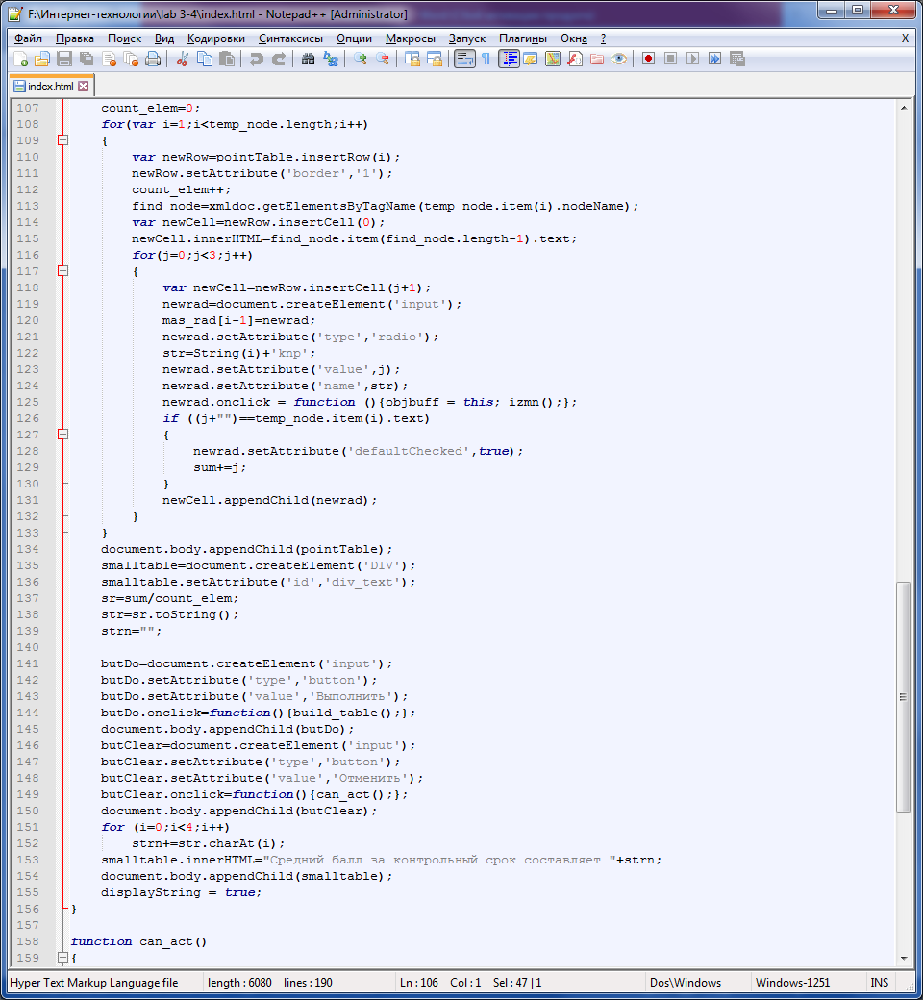 F:\Интернет-технологии\lab 3-4\index.html - Notepad++ [Administrator]
Файл Правка Поиск Вид Кодировки Синтаксисы Опции Макросы Запуск Плагины Окна ? X
index.html
107 count_elem=0;
108 for(var i=1;i<temp_node.length;i++)
109 {
110 var newRow=pointTable.insertRow(i);
111 newRow.setAttribute('border','1');
112 count_elem++;
113 find_node=xmldoc.getElementsByTagName(temp_node.item(i).nodeName);
114 var newCell=newRow.insertCell(0);
115 newCell.innerHTML=find_node.item(find_node.length-1).text;
116 for(j=0;j<3;j++)
117 {
118 var newCell=newRow.insertCell(j+1);
119 newrad=document.createElement('input');
120 mas_rad[i-1]=newrad;
121 newrad.setAttribute('type','radio');
122 str=String(i)+'knp';
123 newrad.setAttribute('value',j);
124 newrad.setAttribute('name',str);
125 newrad.onclick = function (){objbuff = this; izmn();};
126 if ((j+"")==temp_node.item(i).text)
127 {
128 newrad.setAttribute('defaultChecked',true);
129 sum+=j;
130 }
131 newCell.appendChild(newrad);
132 }
133 }
134 document.body.appendChild(pointTable);
135 smalltable=document.createElement('DIV');
136 smalltable.setAttribute('id','div_text');
137 sr=sum/count_elem;
138 str=sr.toString();
139 strn="";
140
141 butDo=document.createElement('input');
142 butDo.setAttribute('type','button');
143 butDo.setAttribute('value','Выполнить');
144 butDo.onclick=function(){build_table();};
145 document.body.appendChild(butDo);
146 butClear=document.createElement('input');
147 butClear.setAttribute('type','button');
148 butClear.setAttribute('value','Отменить');
149 butClear.onclick=function(){can_act();};
150 document.body.appendChild(butClear);
151 for (i=0;i<4;i++)
152 strn+=str.charAt(i);
153 smalltable.innerHTML="Средний балл за контрольный срок составляет "+strn;
154 document.body.appendChild(smalltable);
155 displayString = true;
156 }
157
158 function can_act()
159 {
Hyper Text Markup Language file length : 6080 lines : 190 Ln : 106 Col : 1 Sel : 47 | 1 Dos\Windows Windows-1251 INS